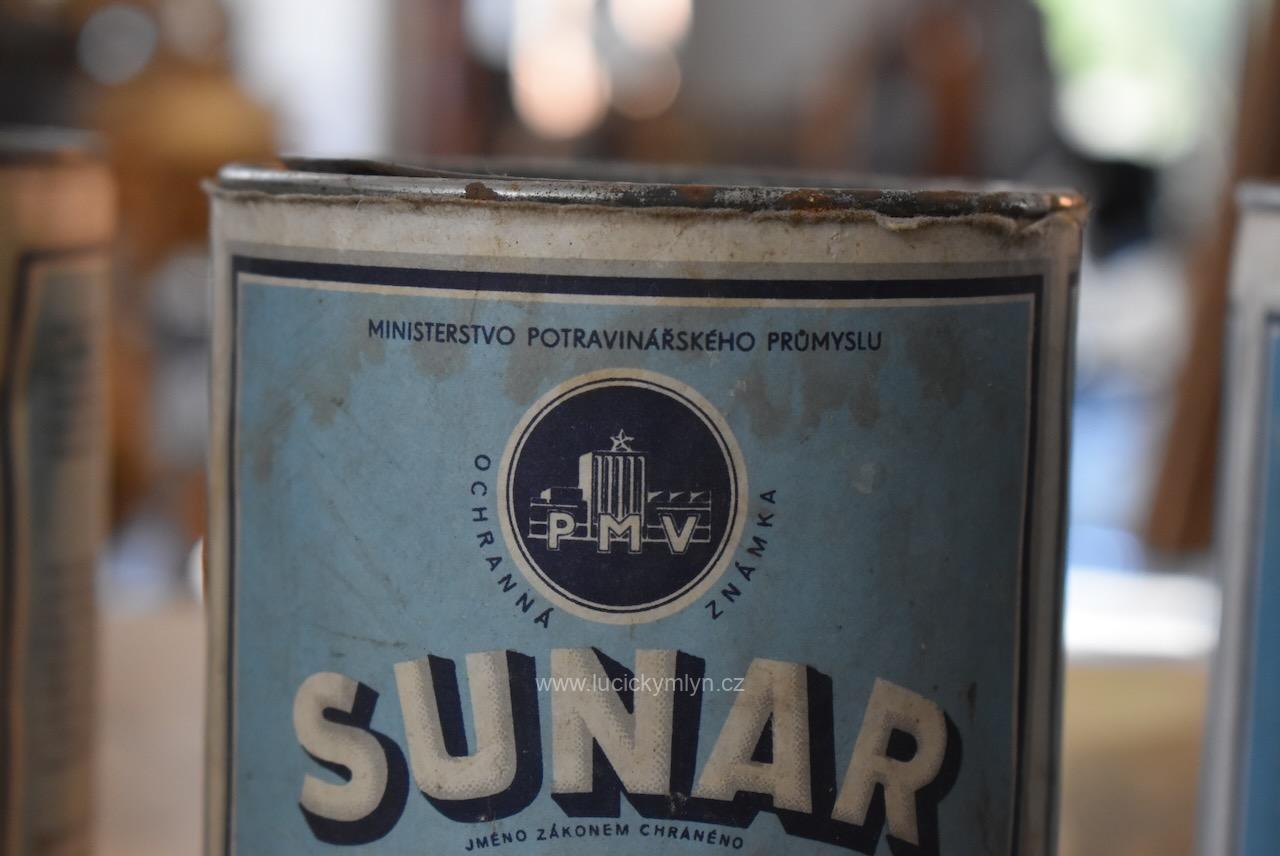 MINISTERSTVO POTRAVINÁŘSKÉHO PRŮMYSLU
OCHRANNÁ ZNÁMKA
PMV
SUNAR
www.lucickymlyn.cz
JMÉNO ZÁKONEM CHRÁNĚNO